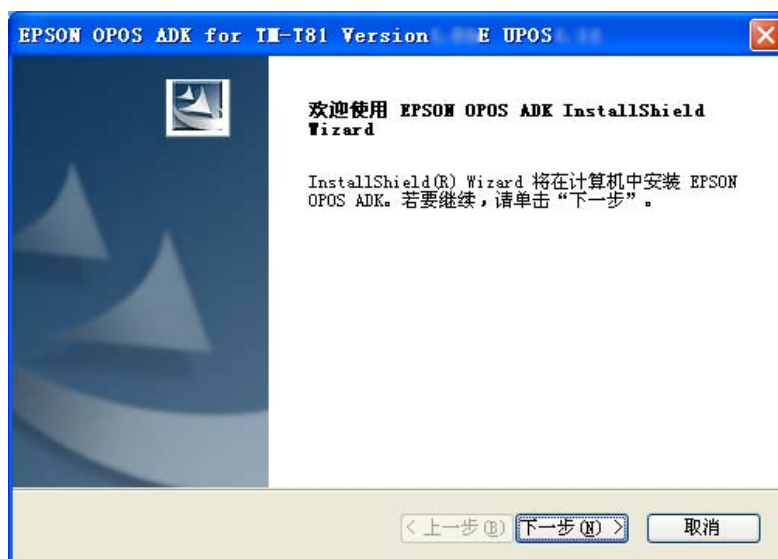 EPSON OPOS ADK for TM-T81 Version E UPOS
欢迎使用 EPSON OPOS ADK InstallShield
Wizard
InstallShield(R) Wizard 将在计算机中安装 EPSON
OPOS ADK。若要继续，请单击“下一步”。
< 上一步(B)
下一步(N) >
取消